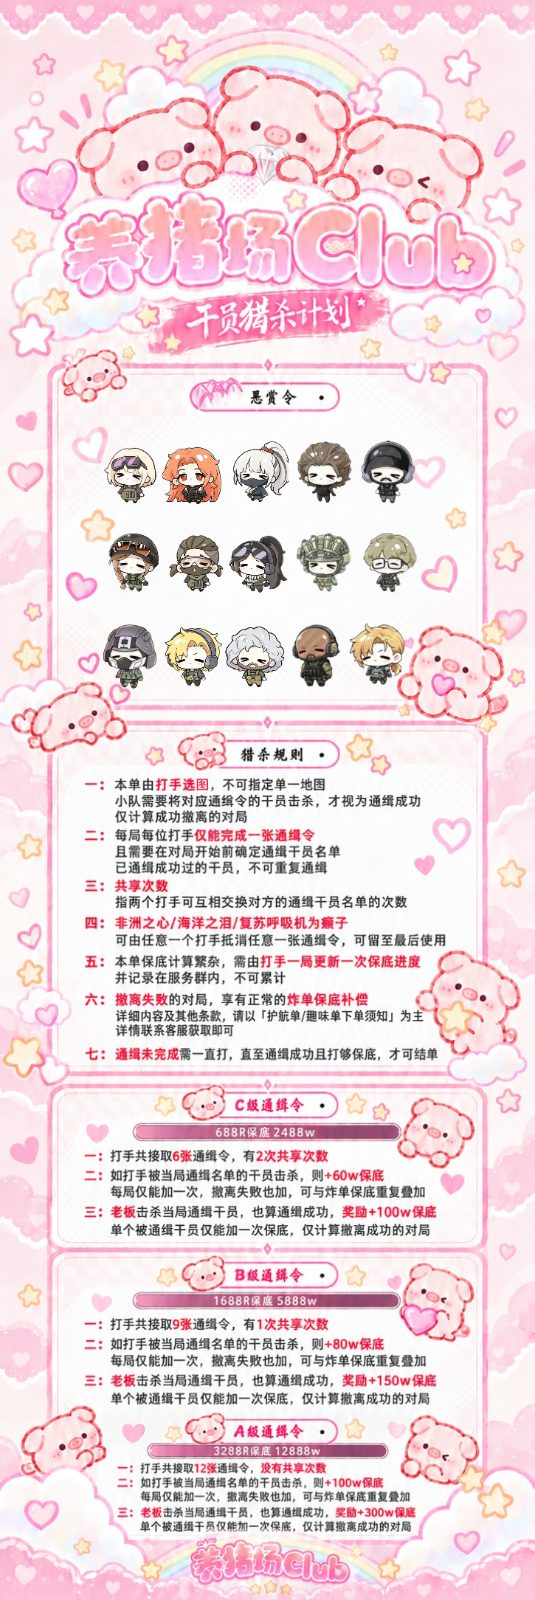 养猪场Club
干员猎杀计划
悬赏令
猎杀规则
一：本单由打手选图，不可指定单一地图
小队需要将对应通缉令的干员击杀，才视为通缉成功
仅计算成功撤离的对局
二：每局每位打手仅能完成一张通缉令
且需要在对局开始前确定通缉干员名单
已通缉成功过的干员，不可重复通缉
三：共享次数
指两个打手可互相交换对方的通缉干员名单的次数
四：非洲之心/海洋之泪/复苏呼吸机为癞子
可由任意一个打手抵消任意一张通缉令，可留至最后使用
五：本单保底计算繁杂，需由打手一局更新一次保底进度
并记录在服务群内，不可累计
六：撤离失败的对局，享有正常的炸单保底补偿
详细内容及其他条款，请以「护航单/趣味单下单须知」为主
详情联系客服获取即可
七：通缉未完成需一直打，直至通缉成功且打够保底，才可结单
C级通缉令
688R保底 2488w
一：打手共接取6张通缉令，有2次共享次数
二：如打手被当局通缉名单的干员击杀，则+60w保底
每局仅能加一次，撤离失败也加，可与炸单保底重复叠加
三：老板击杀当局通缉干员，也算通缉成功，奖励+100w保底
单个被通缉干员仅能加一次保底，仅计算撤离成功的对局
B级通缉令
1688R保底 5888w
一：打手共接取9张通缉令，有1次共享次数
二：如打手被当局通缉名单的干员击杀，则+80w保底
每局仅能加一次，撤离失败也加，可与炸单保底重复叠加
三：老板击杀当局通缉干员，也算通缉成功，奖励+150w保底
单个被通缉干员仅能加一次保底，仅计算撤离成功的对局
A级通缉令
3288R保底 12888w
一：打手共接取12张通缉令，没有共享次数
二：如打手被当局通缉名单的干员击杀，则+100w保底
每局仅能加一次，撤离失败也加，可与炸单保底重复叠加
三：老板击杀当局通缉干员，也算通缉成功，奖励+300w保底
单个被通缉干员仅能加一次保底，仅计算撤离成功的对局
养猪场Club